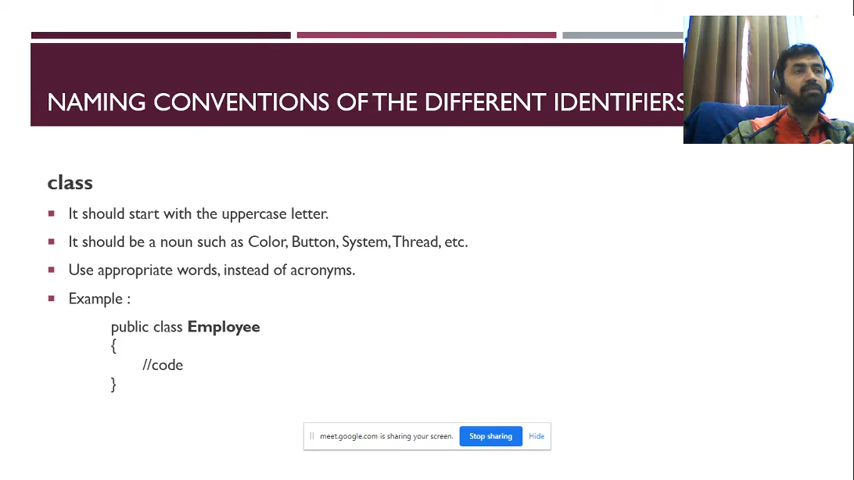 NAMING CONVENTIONS OF THE DIFFERENT IDENTIFIERS
class
It should start with the uppercase letter.
It should be a noun such as Color, Button, System, Thread, etc.
Use appropriate words, instead of acronyms.
Example :
public class Employee
{
//code
}
meet.google.com is sharing your screen. Stop sharing Hide